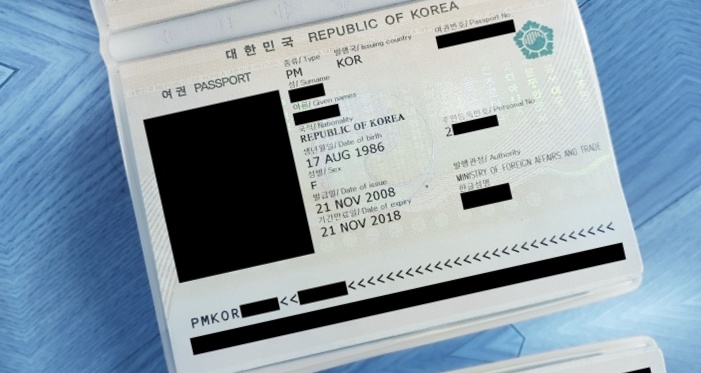 대한민국 REPUBLIC OF KOREA
여권 PASSPORT
종류/ Type
발행국/ Issuing country
여권번호/ Passport No
PM
KOR
성/ Surname
이름/ Given names
국적/ Nationality
REPUBLIC OF KOREA
주민등록번호/ Personal No
2
생년월일/ Date of birth
17 AUG 1986
성별/ Sex
F
발행관청/ Authority
MINISTRY OF FOREIGN AFFAIRS AND TRADE
발급일/ Date of issue
21 NOV 2008
한글성명
기간만료일/ Date of expiry
21 NOV 2018
PMKOR
<<
<<<<<<<<<<<<<<<<<<<<<<<<<<<